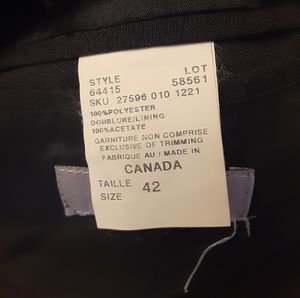 STYLE LOT
64415 58561
SKU 27596 010 1221
100%POLYESTER
DOUBLURE/LINING
100%ACETATE
GARNITURE NON COMPRISE
EXCLUSIVE OF TRIMMING
FABRIQUE AU / MADE IN
CANADA
TAILLE
SIZE 42